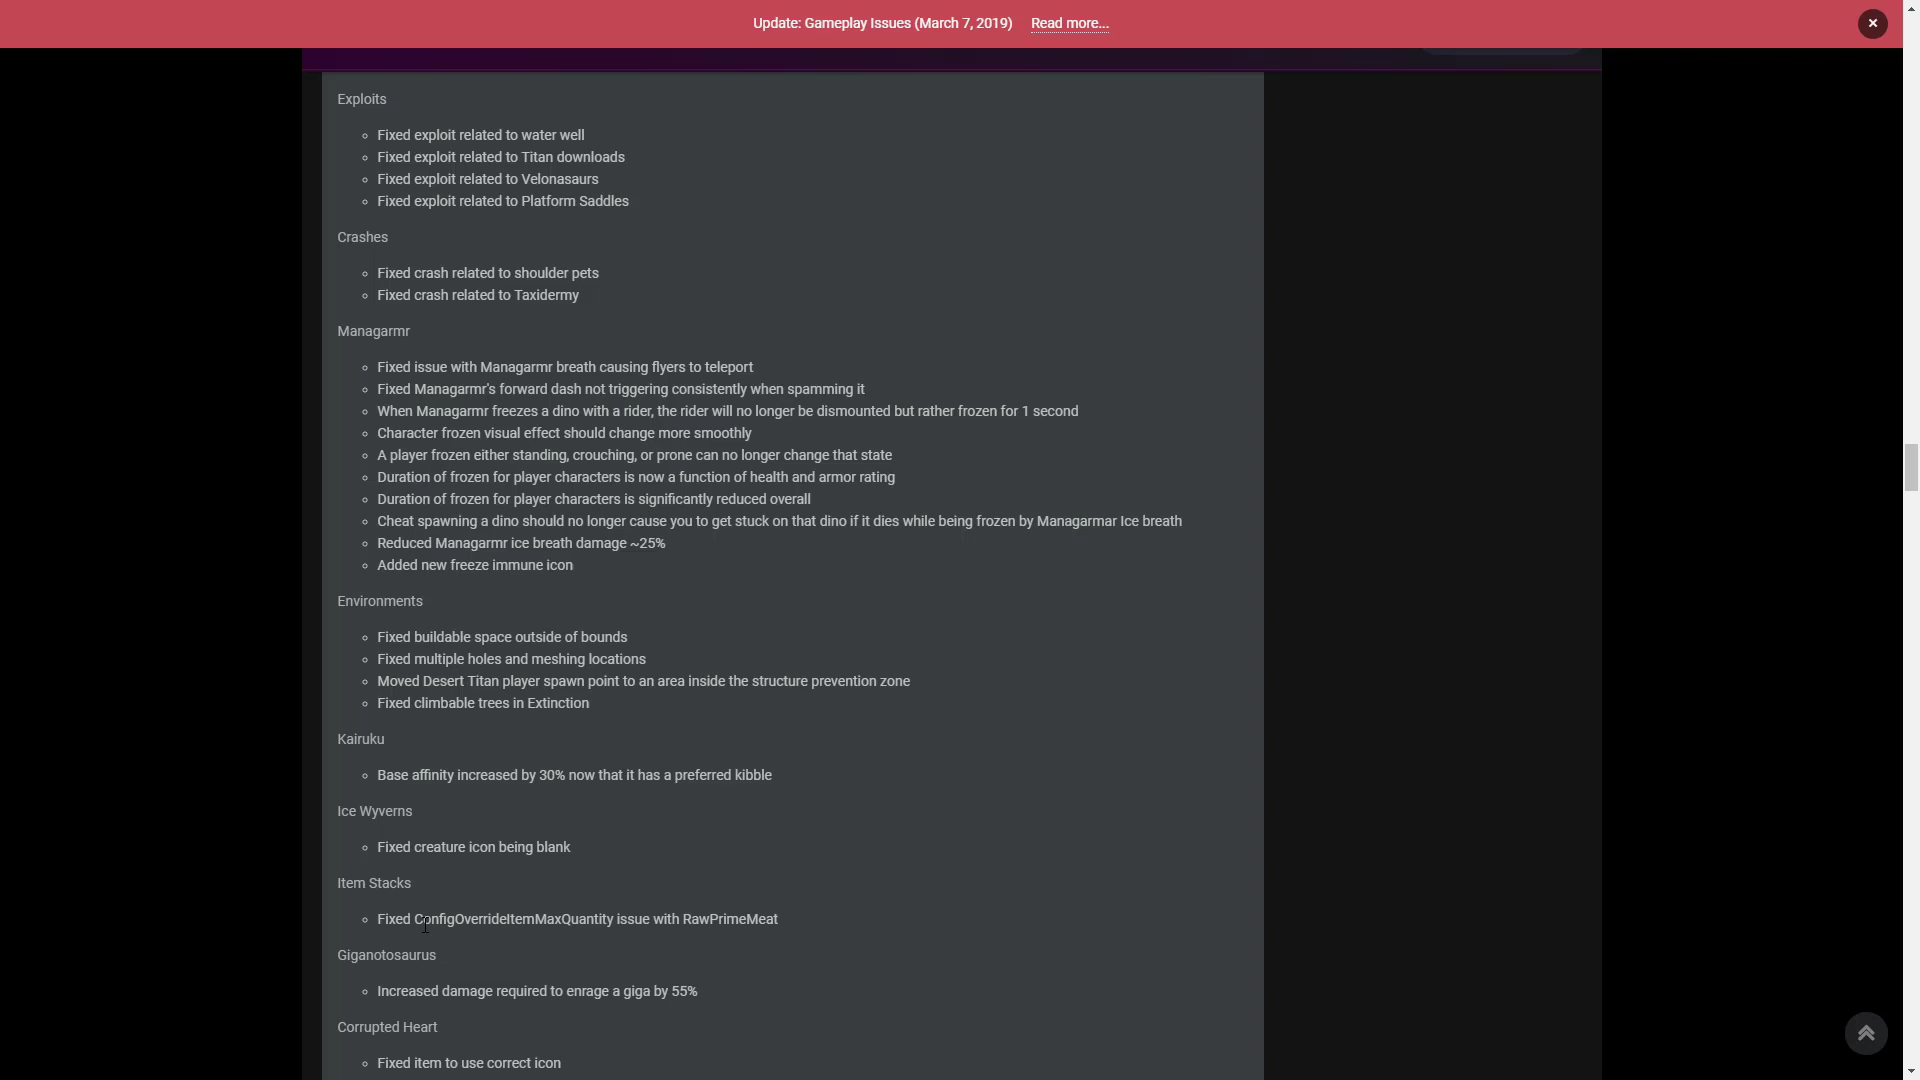 Update: Gameplay Issues (March 7, 2019) Read more...
Exploits
Fixed exploit related to water well
Fixed exploit related to Titan downloads
Fixed exploit related to Velonasaurs
Fixed exploit related to Platform Saddles
Crashes
Fixed crash related to shoulder pets
Fixed crash related to Taxidermy
Managarmr
Fixed issue with Managarmr breath causing flyers to teleport
Fixed Managarmr's forward dash not triggering consistently when spamming it
When Managarmr freezes a dino with a rider, the rider will no longer be dismounted but rather frozen for 1 second
Character frozen visual effect should change more smoothly
A player frozen either standing, crouching, or prone can no longer change that state
Duration of frozen for player characters is now a function of health and armor rating
Duration of frozen for player characters is significantly reduced overall
Cheat spawning a dino should no longer cause you to get stuck on that dino if it dies while being frozen by Managarmar Ice breath
Reduced Managarmr ice breath damage ~25%
Added new freeze immune icon
Environments
Fixed buildable space outside of bounds
Fixed multiple holes and meshing locations
Moved Desert Titan player spawn point to an area inside the structure prevention zone
Fixed climbable trees in Extinction
Kairuku
Base affinity increased by 30% now that it has a preferred kibble
Ice Wyverns
Fixed creature icon being blank
Item Stacks
Fixed ConfigOverrideItemMaxQuantity issue with RawPrimeMeat
Giganotosaurus
Increased damage required to enrage a giga by 55%
Corrupted Heart
Fixed item to use correct icon